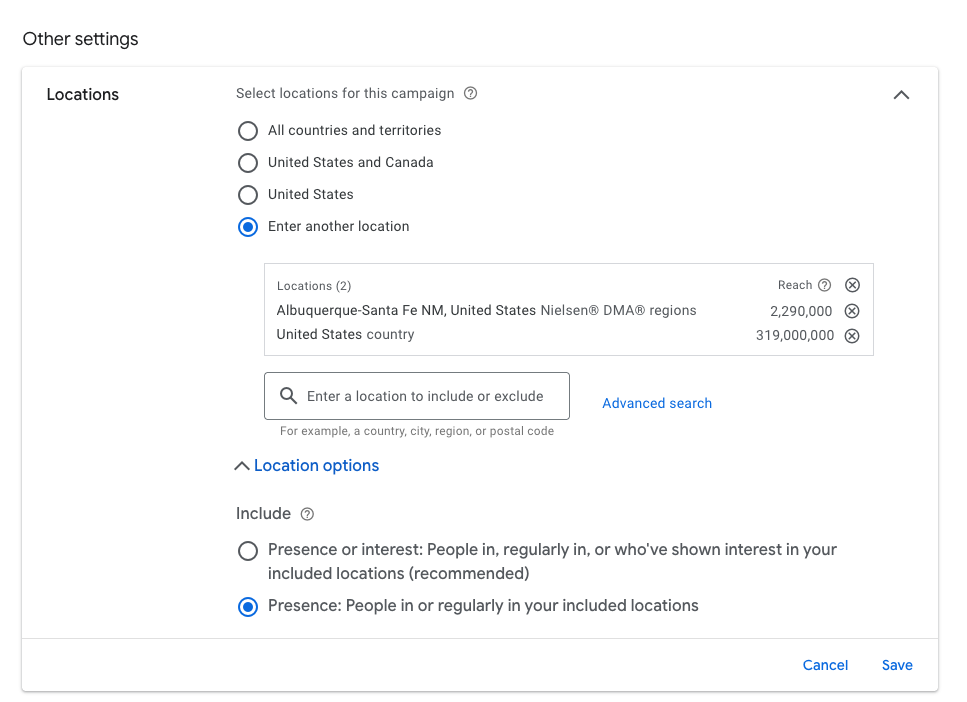 Other settings
Locations
Select locations for this campaign
All countries and territories
United States and Canada
United States
Enter another location
Locations (2) Reach
Albuquerque-Santa Fe NM, United States Nielsen® DMA® regions 2,290,000
United States country 319,000,000
Enter a location to include or exclude
Advanced search
For example, a country, city, region, or postal code
Location options
Include
Presence or interest: People in, regularly in, or who've shown interest in your
included locations (recommended)
Presence: People in or regularly in your included locations
Cancel Save